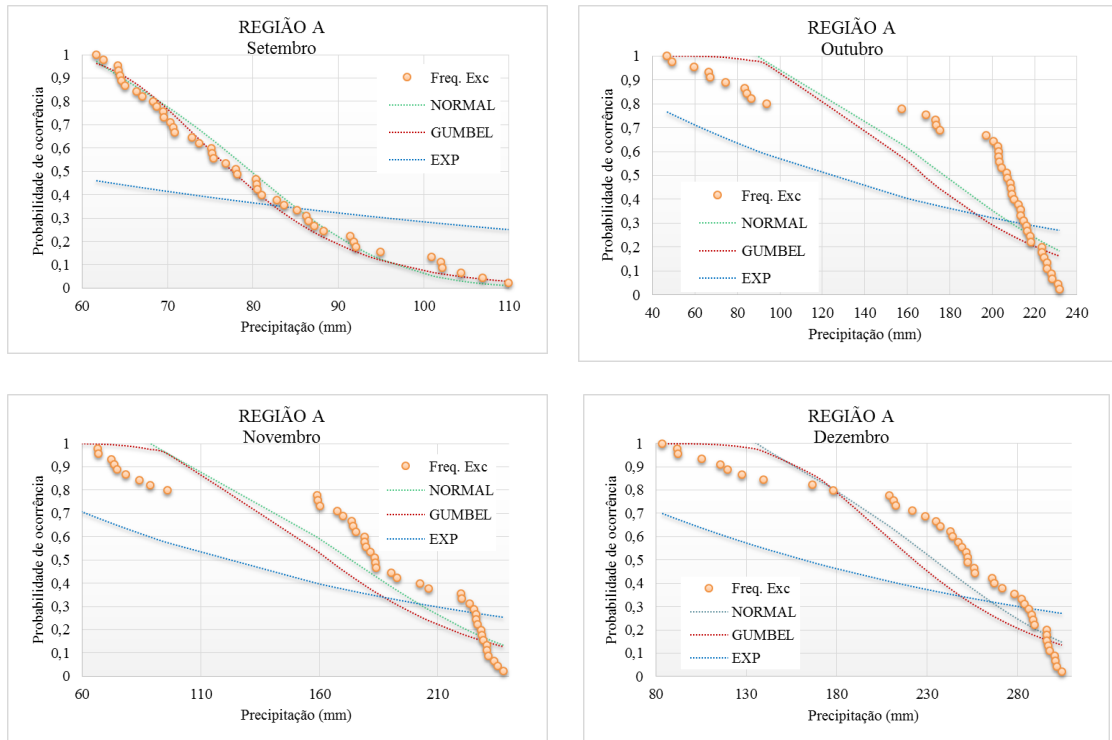 REGIÃO A
Setembro
Probabilidade de ocorrência
1
0,9
0,8
0,7
0,6
0,5
0,4
0,3
0,2
0,1
0
Freq. Exc
NORMAL
GUMBEL
EXP
60 70 80 90 100 110
Precipitação (mm)
REGIÃO A
Outubro
Probabilidade de ocorrência
1
0,9
0,8
0,7
0,6
0,5
0,4
0,3
0,2
0,1
0
Freq. Exc
NORMAL
GUMBEL
EXP
40 60 80 100 120 140 160 180 200 220 240
Precipitação (mm)
REGIÃO A
Novembro
Probabilidade de ocorrência
1
0,9
0,8
0,7
0,6
0,5
0,4
0,3
0,2
0,1
0
Freq. Exc
NORMAL
GUMBEL
EXP
60 110 160 210
Precipitação (mm)
REGIÃO A
Dezembro
Probabilidade de ocorrência
1
0,9
0,8
0,7
0,6
0,5
0,4
0,3
0,2
0,1
0
Freq. Exc
NORMAL
GUMBEL
EXP
80 130 180 230 280
Precipitação (mm)